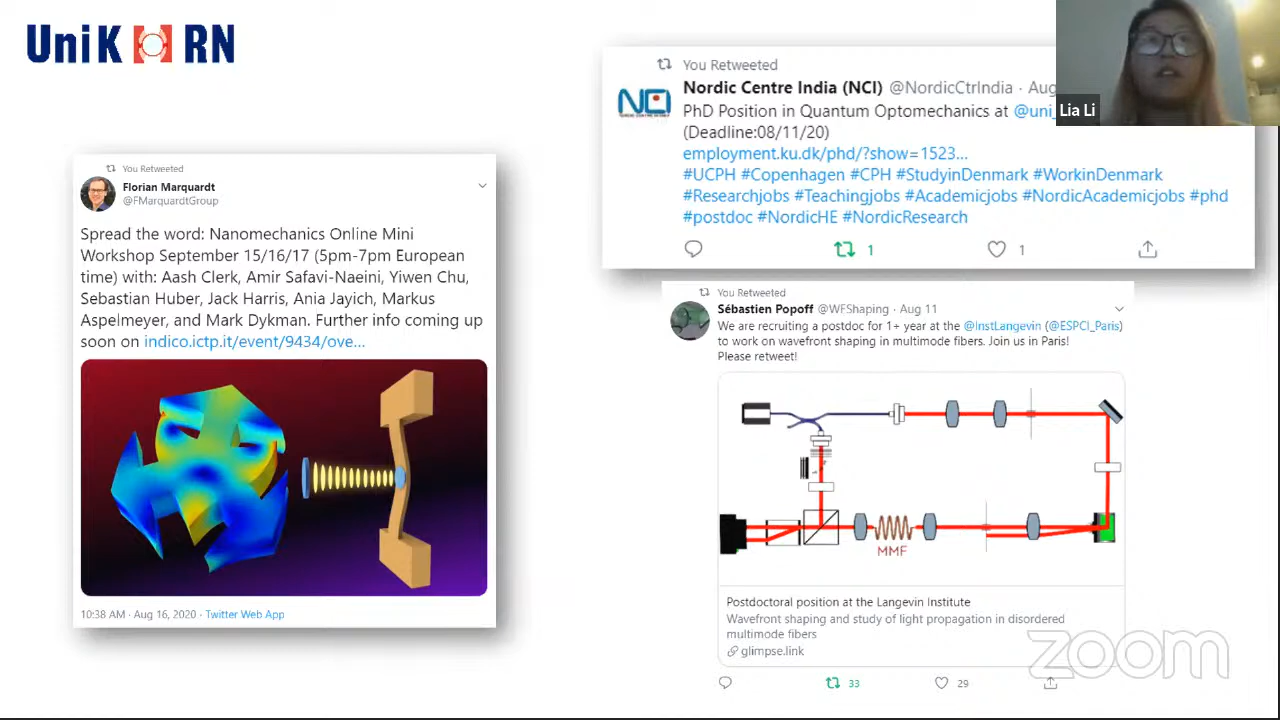 UniK RN
You Retweeted
Florian Marquardt
@FMarquardtGroup
Spread the word: Nanomechanics Online Mini
Workshop September 15/16/17 (5pm-7pm European
time) with: Aash Clerk, Amir Safavi-Naeini, Yiwen Chu,
Sebastian Huber, Jack Harris, Ania Jayich, Markus
Aspelmeyer, and Mark Dykman. Further info coming up
soon on indico.ictp.it/event/9434/ove...
10:38 AM · Aug 16, 2020 · Twitter Web App
You Retweeted
NCI
Nordic Centre India (NCI) @NordicCtrIndia · Aug
PhD Position in Quantum Optomechanics at @uni_
(Deadline:08/11/20)
employment.ku.dk/phd/?show=1523...
#UCPH #Copenhagen #CPH #StudyinDenmark #WorkinDenmark
#Researchjobs #Teachingjobs #Academicjobs #NordicAcademicjobs #phd
#postdoc #NordicHE #NordicResearch
1 1
Lia Li
You Retweeted
Sébastien Popoff @WFShaping · Aug 11
We are recruiting a postdoc for 1+ year at the @InstLangevin (@ESPCI_Paris)
to work on wavefront shaping in multimode fibers. Join us in Paris!
Please retweet!
MMF
Postdoctoral position at the Langevin Institute
Wavefront shaping and study of light propagation in disordered
multimode fibers
glimpse.link
33 29
zoom